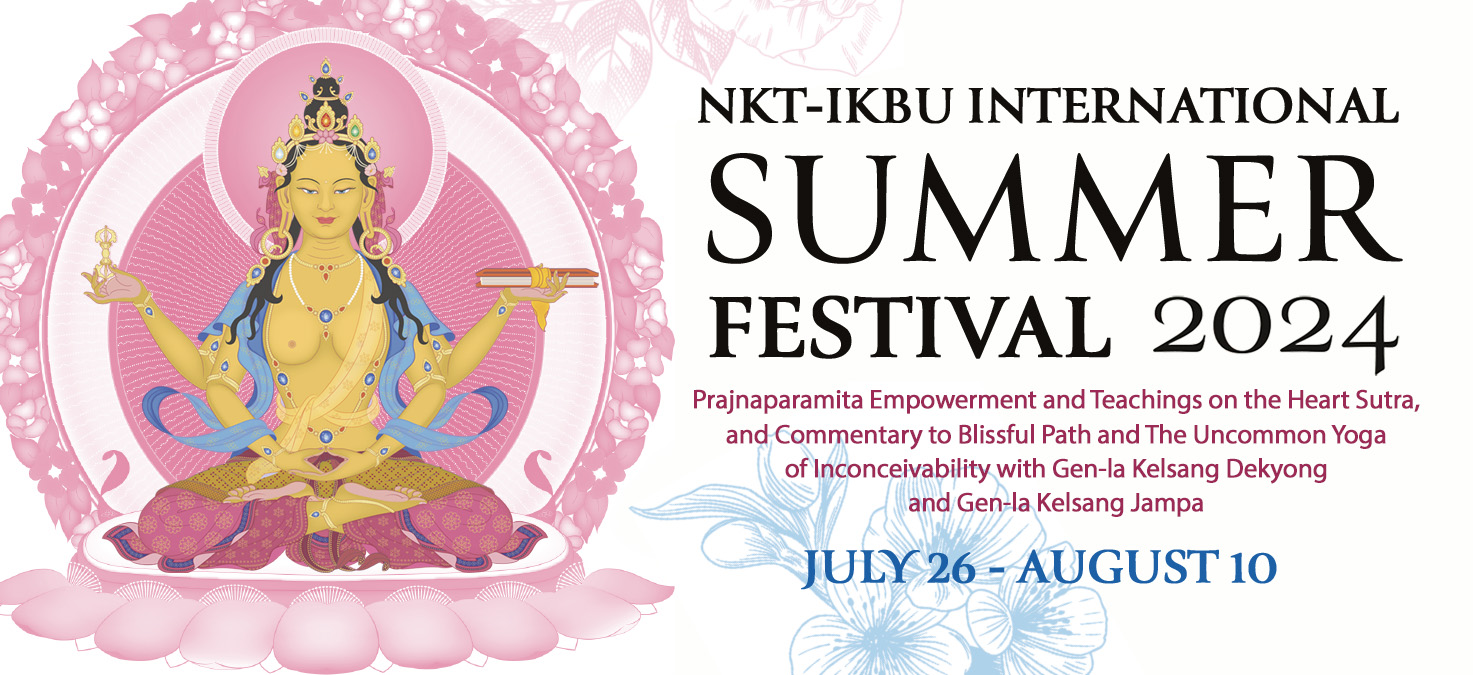 NKT-IKBU INTERNATIONAL
SUMMER
FESTIVAL 2024
Prajnaparamita Empowerment and Teachings on the Heart Sutra,
and Commentary to Blissful Path and The Uncommon Yoga
of Inconceivability with Gen-la Kelsang Dekyong
and Gen-la Kelsang Jampa
JULY 26 - AUGUST 10